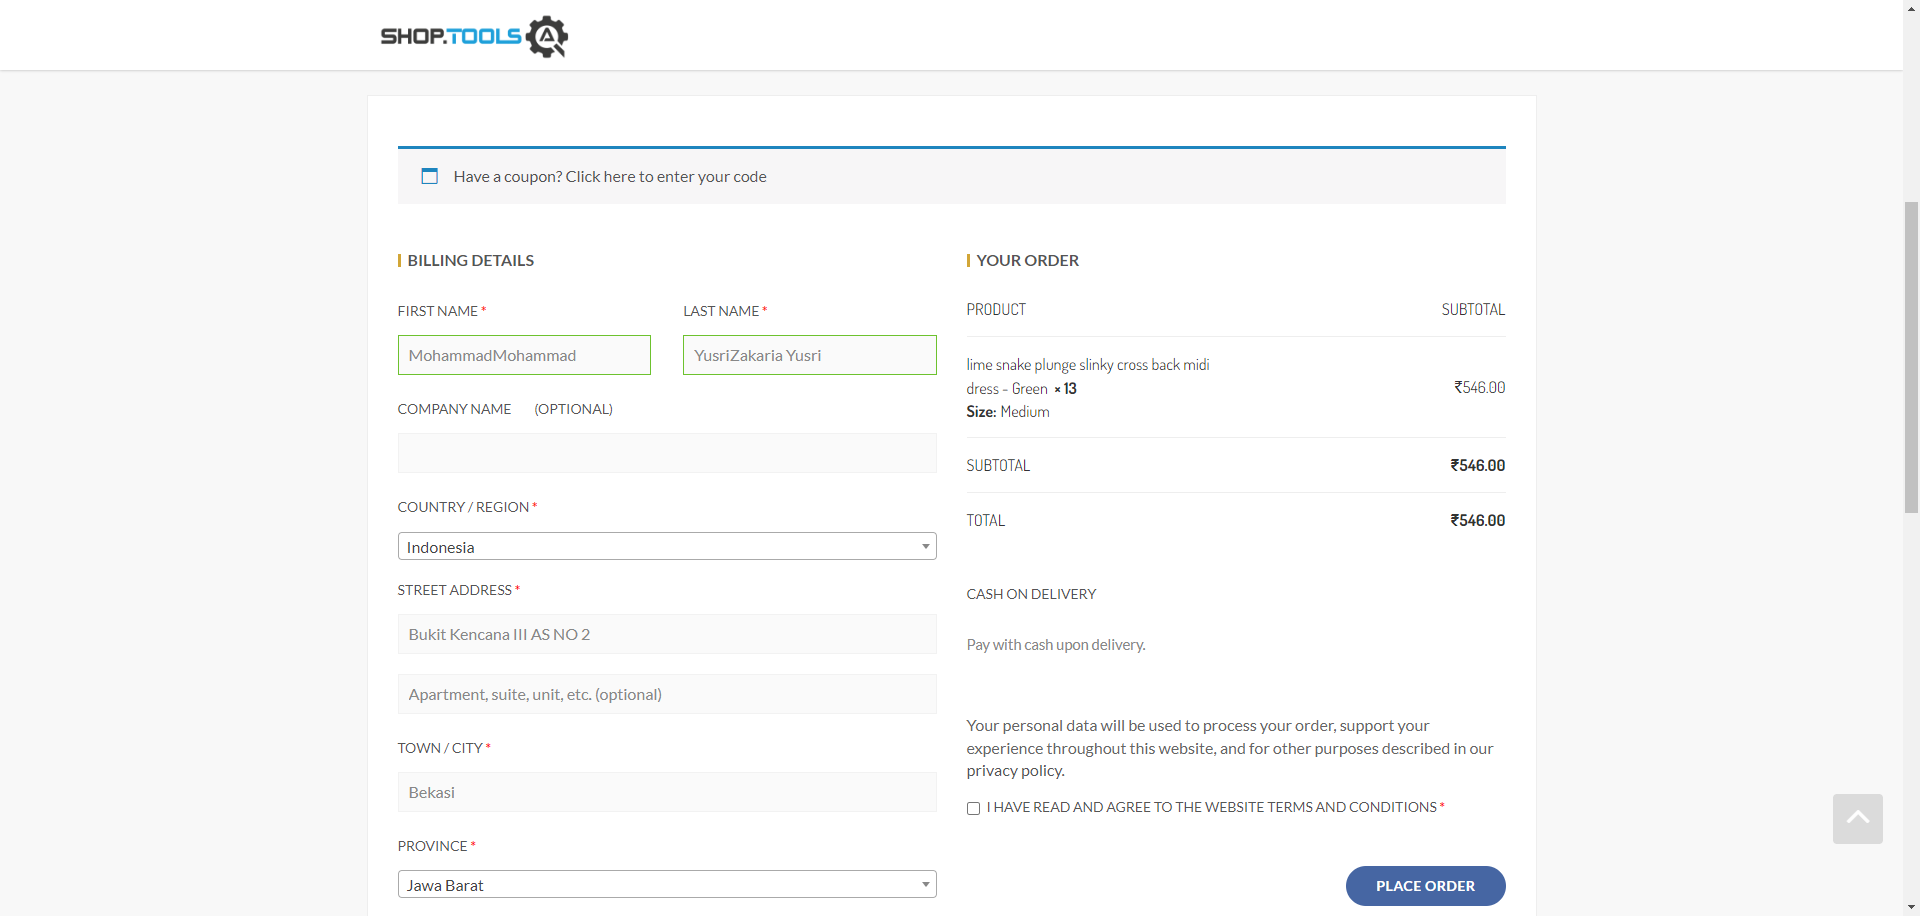 SHOP.TOOLS
Have a coupon? Click here to enter your code
BILLING DETAILS
FIRST NAME *
LAST NAME *
MohammadMohammad
YusriZakaria Yusri
COMPANY NAME (OPTIONAL)
COUNTRY / REGION *
Indonesia
STREET ADDRESS *
Bukit Kencana III AS NO 2
Apartment, suite, unit, etc. (optional)
TOWN / CITY *
Bekasi
PROVINCE *
Jawa Barat
YOUR ORDER
PRODUCT SUBTOTAL
lime snake plunge slinky cross back midi
dress - Green × 13
₹546.00
Size: Medium
SUBTOTAL ₹546.00
TOTAL ₹546.00
CASH ON DELIVERY
Pay with cash upon delivery.
Your personal data will be used to process your order, support your
experience throughout this website, and for other purposes described in our
privacy policy.
I HAVE READ AND AGREE TO THE WEBSITE TERMS AND CONDITIONS *
PLACE ORDER